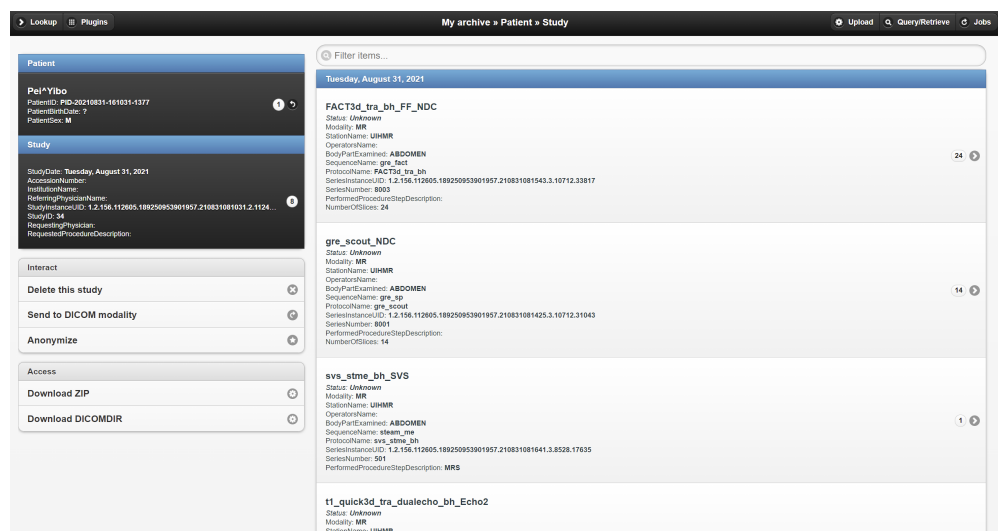 Lookup
Plugins
My archive » Patient » Study
Upload
Query/Retrieve
Jobs
Patient
Pei^Yibo
PatientID: PID-20210831-161031-1377
PatientBirthDate: ?
PatientSex: M
1
Study
StudyDate: Tuesday, August 31, 2021
AccessionNumber:
InstitutionName:
ReferringPhysicianName:
StudyInstanceUID: 1.2.156.112605.189250953901957.210831081031.2.1124...
StudyID: 34
RequestingPhysician:
RequestedProcedureDescription:
8
Interact
Delete this study
Send to DICOM modality
Anonymize
Access
Download ZIP
Download DICOMDIR
Filter items...
Tuesday, August 31, 2021
FACT3d_tra_bh_FF_NDC
Status: Unknown
Modality: MR
StationName: UIHMR
OperatorsName:
BodyPartExamined: ABDOMEN
SequenceName: gre_fact
ProtocolName: FACT3d_tra_bh
SeriesInstanceUID: 1.2.156.112605.189250953901957.210831081543.3.10712.33817
SeriesNumber: 8003
PerformedProcedureStepDescription:
NumberOfSlices: 24
24
gre_scout_NDC
Status: Unknown
Modality: MR
StationName: UIHMR
OperatorsName:
BodyPartExamined: ABDOMEN
SequenceName: gre_sp
ProtocolName: gre_scout
SeriesInstanceUID: 1.2.156.112605.189250953901957.210831081425.3.10712.31043
SeriesNumber: 8001
PerformedProcedureStepDescription:
NumberOfSlices: 14
14
svs_stme_bh_SVS
Status: Unknown
Modality: MR
StationName: UIHMR
OperatorsName:
BodyPartExamined: ABDOMEN
SequenceName: steam_me
ProtocolName: svs_stme_bh
SeriesInstanceUID: 1.2.156.112605.189250953901957.210831081641.3.8528.17635
SeriesNumber: 501
PerformedProcedureStepDescription: MRS
1
t1_quick3d_tra_dualecho_bh_Echo2
Status: Unknown
Modality: MR
StationName: UIHMR